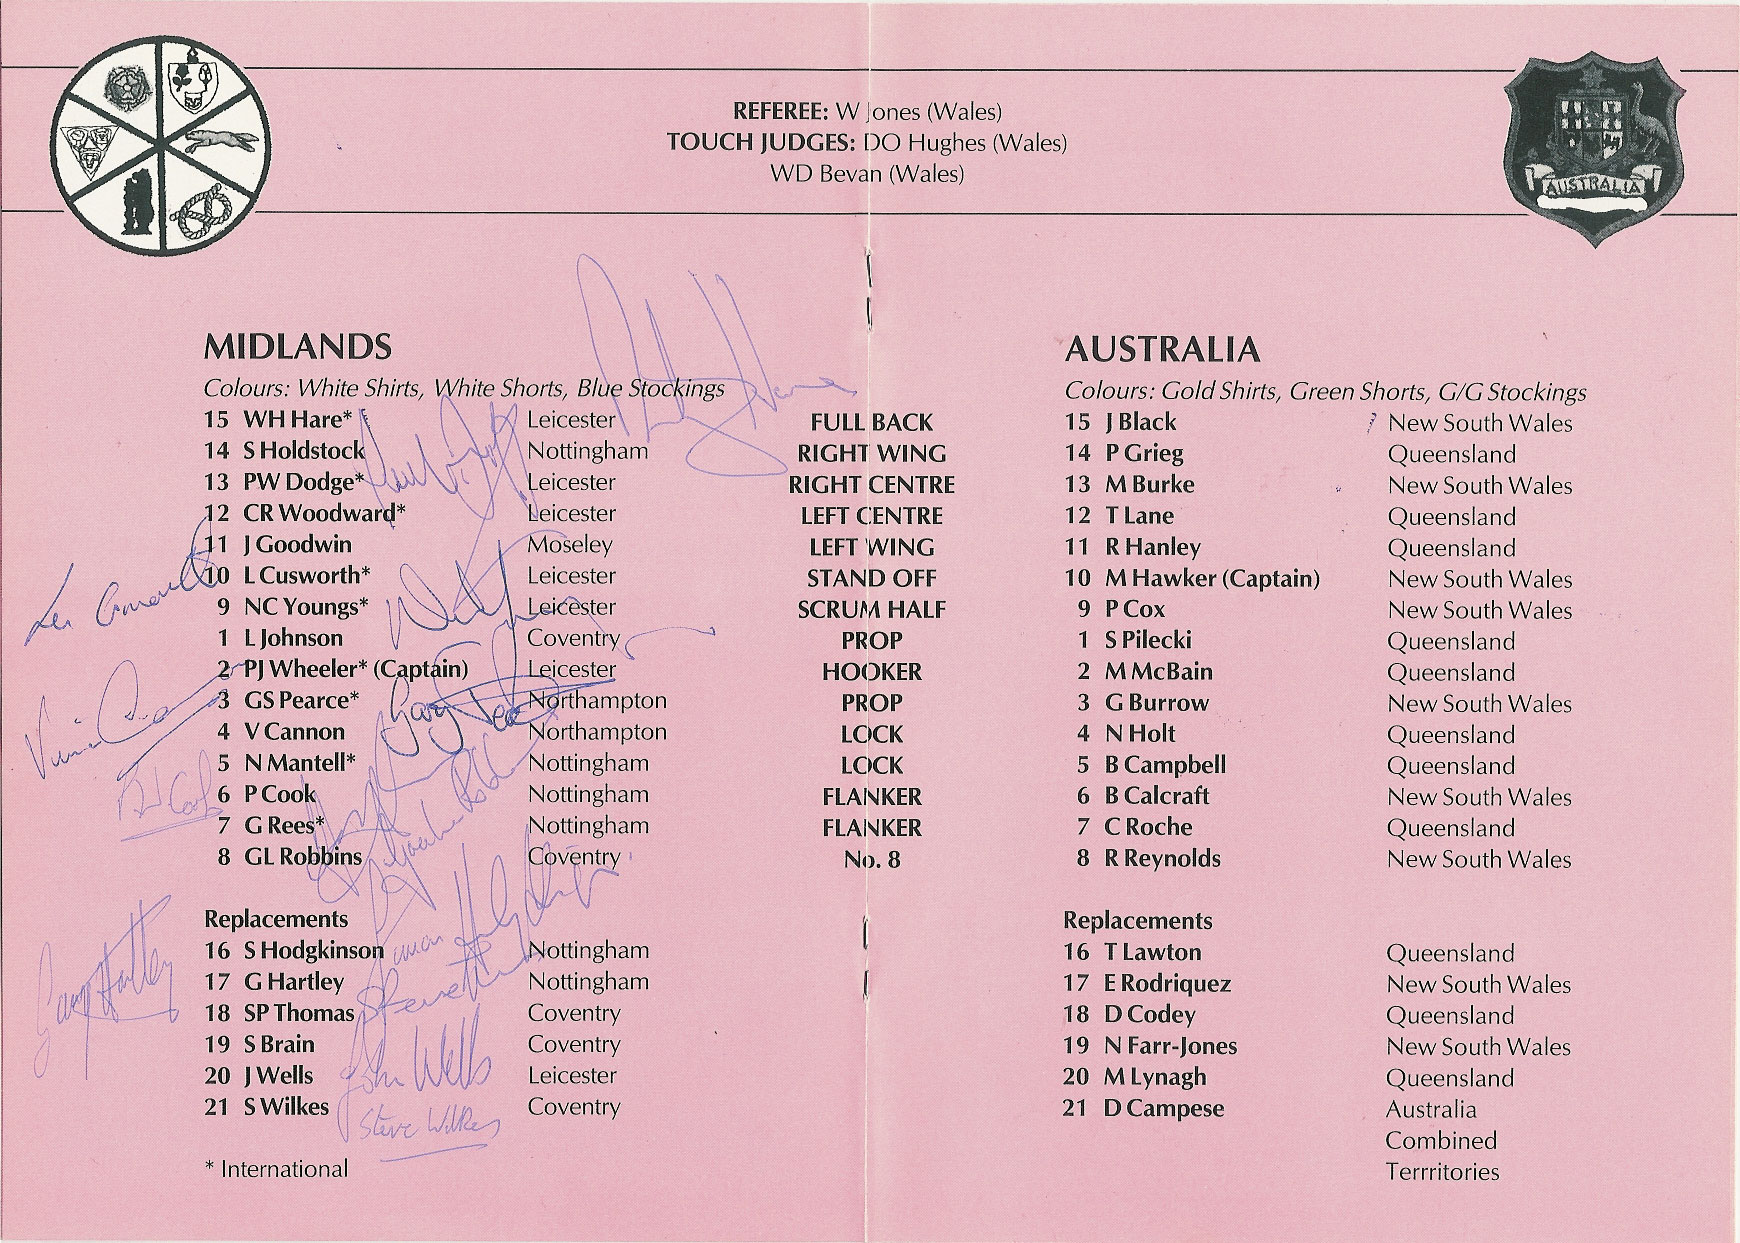 REFEREE: W Jones (Wales)
TOUCH JUDGES: DO Hughes (Wales)
WD Bevan (Wales)
AUSTRALIA
MIDLANDS
Colours: White Shirts, White Shorts, Blue Stockings
15 WH Hare* Leicester FULL BACK
14 S Holdstock Nottingham RIGHT WING
13 PW Dodge* Leicester RIGHT CENTRE
12 CR Woodward* Leicester LEFT CENTRE
11 J Goodwin Moseley LEFT WING
10 L Cusworth* Leicester STAND OFF
9 NC Youngs* Leicester SCRUM HALF
1 L Johnson Coventry PROP
2 PJ Wheeler* (Captain) Leicester HOOKER
3 GS Pearce* Northampton PROP
4 V Cannon Northampton LOCK
5 N Mantell* Nottingham LOCK
6 P Cook Nottingham FLANKER
7 G Rees* Nottingham FLANKER
8 GL Robbins Coventry No. 8
Replacements
16 S Hodgkinson Nottingham
17 G Hartley Nottingham
18 SP Thomas Coventry
19 S Brain Coventry
20 J Wells Leicester
21 S Wilkes Coventry
* International
Gary Hartley
John Wells
Steve Wilkes
AUSTRALIA
Colours: Gold Shirts, Green Shorts, G/G Stockings
15 J Black New South Wales
14 P Grieg Queensland
13 M Burke New South Wales
12 T Lane Queensland
11 R Hanley Queensland
10 M Hawker (Captain) New South Wales
9 P Cox New South Wales
1 S Pilecki Queensland
2 M McBain Queensland
3 G Burrow New South Wales
4 N Holt Queensland
5 B Campbell Queensland
6 B Calcraft New South Wales
7 C Roche Queensland
8 R Reynolds New South Wales
Replacements
16 T Lawton Queensland
17 E Rodriquez New South Wales
18 D Codey Queensland
19 N Farr-Jones New South Wales
20 M Lynagh Queensland
21 D Campese Australia
Combined
Terrritories